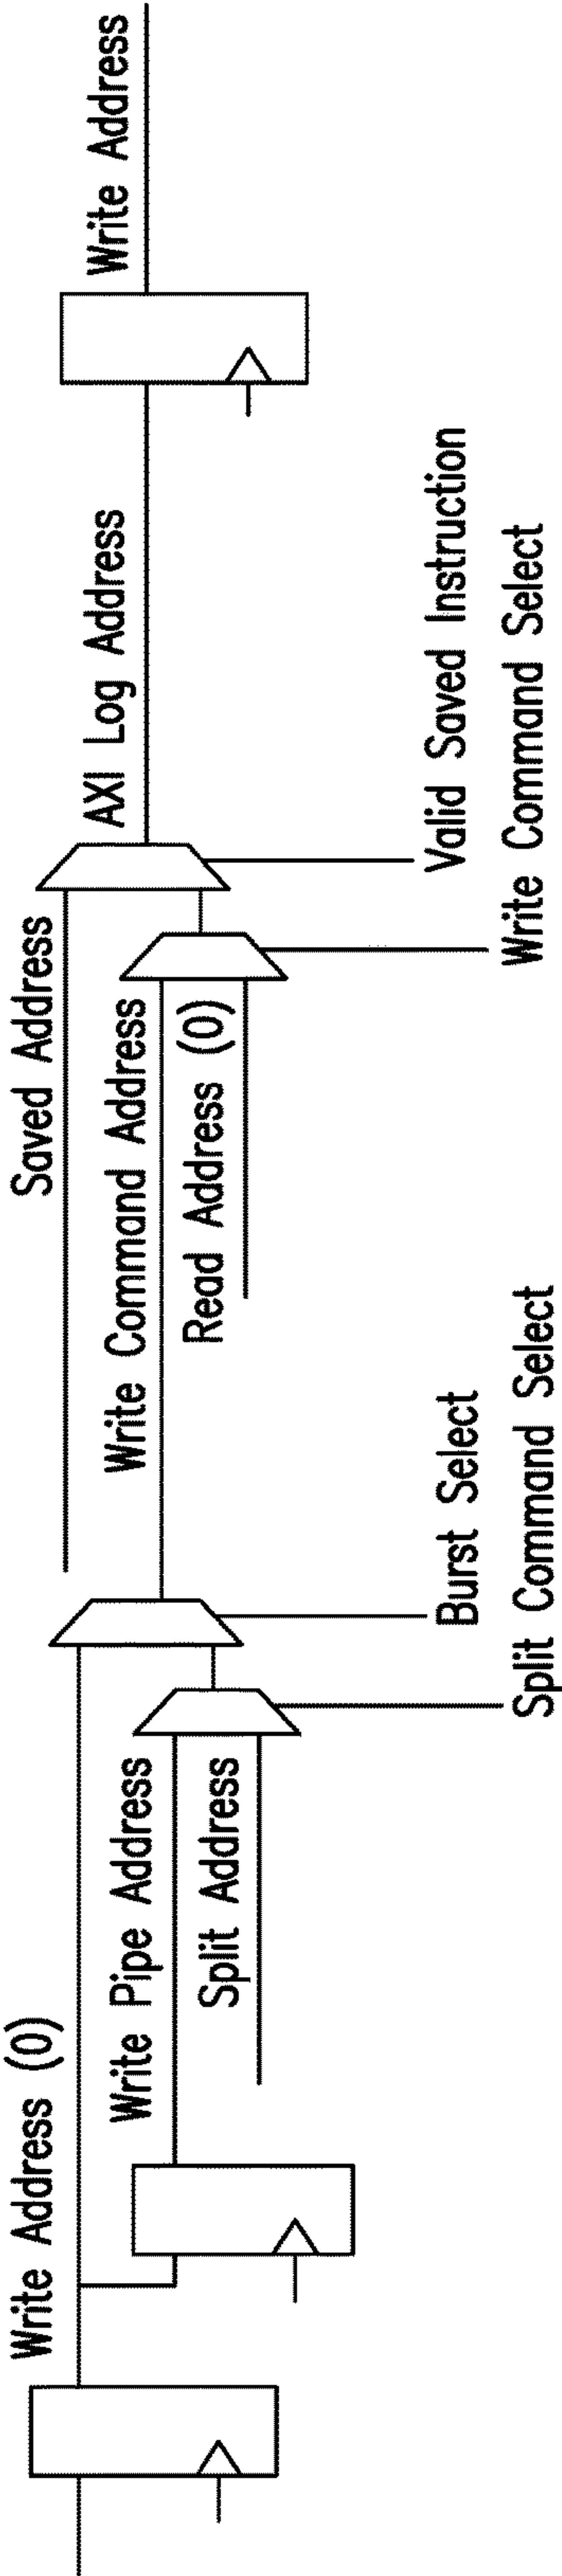 Write Address (0)
Write Pipe Address
Split Address
Burst Select
Split Command Select
Saved Address
Write Command Address
Read Address (0)
AXI Log Address
Valid Saved Instruction
Write Command Select
Write Address